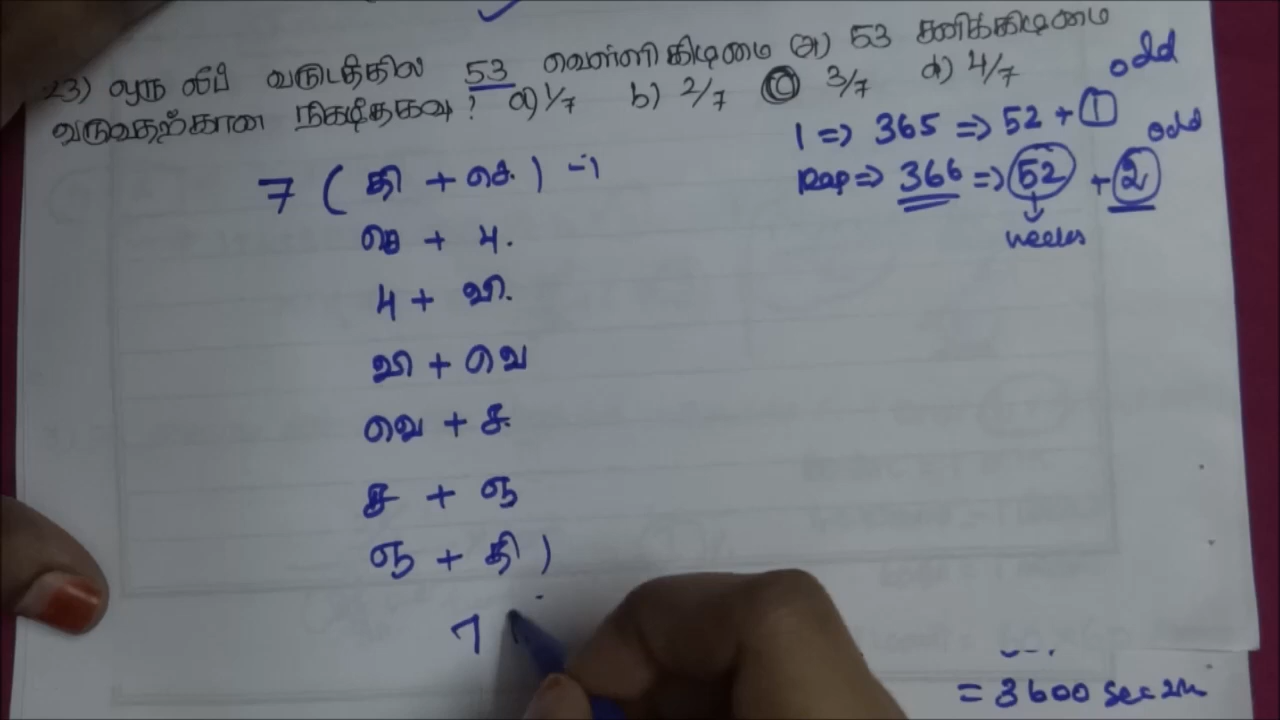 23) ஒரு லீப் வருடத்தில் 53 வெள்ளிகிழமை (அ) 53 சனிக்கிழமை
வருவதற்கான நிகழ்தகவு ? a) 1/7 b) 2/7 c) 3/7 d) 4/7
odd
1 => 365 => 52 + 1
odd
leap => 366 => 52 + 2
weeks
7 ( தி + செ. ) - 1
செ + பு.
பு + வி.
வி + வெ
வெ + ச.
ச + ஞ
ஞ + தி )
7
= 3600 sec